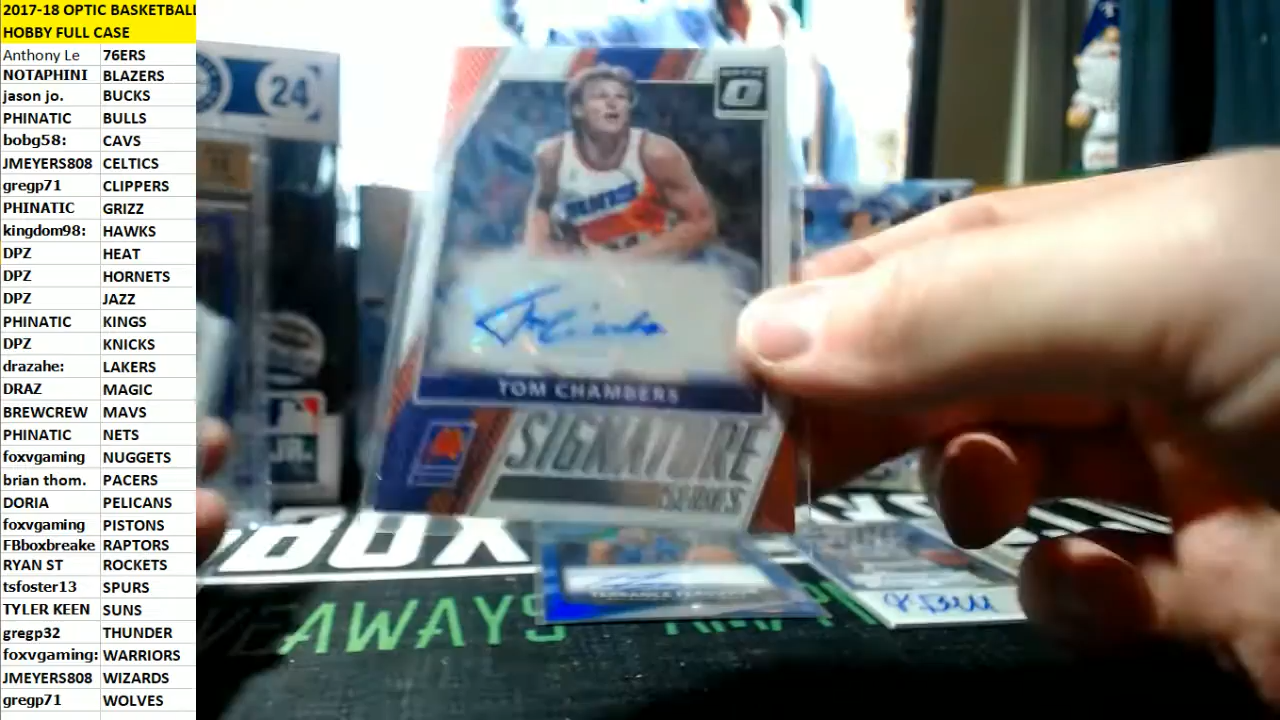 2017-18 OPTIC BASKETBALL
HOBBY FULL CASE
Anthony Le 76ERS
NOTAPHINI BLAZERS
jason jo. BUCKS
PHINATIC BULLS
bobg58: CAVS
JMEYERS808 CELTICS
gregp71 CLIPPERS
PHINATIC GRIZZ
kingdom98: HAWKS
DPZ HEAT
DPZ HORNETS
DPZ JAZZ
PHINATIC KINGS
DPZ KNICKS
drazahe: LAKERS
DRAZ MAGIC
BREWCREW MAVS
PHINATIC NETS
foxvgaming NUGGETS
brian thom. PACERS
DORIA PELICANS
foxvgaming PISTONS
FBboxbreake RAPTORS
RYAN ST ROCKETS
tsfoster13 SPURS
TYLER KEEN SUNS
gregp32 THUNDER
foxvgaming: WARRIORS
JMEYERS808 WIZARDS
gregp71 WOLVES
24
SUNS
TOM CHAMBERS
SIGNATURE
SERIES
JR.
BOX
AWAYS